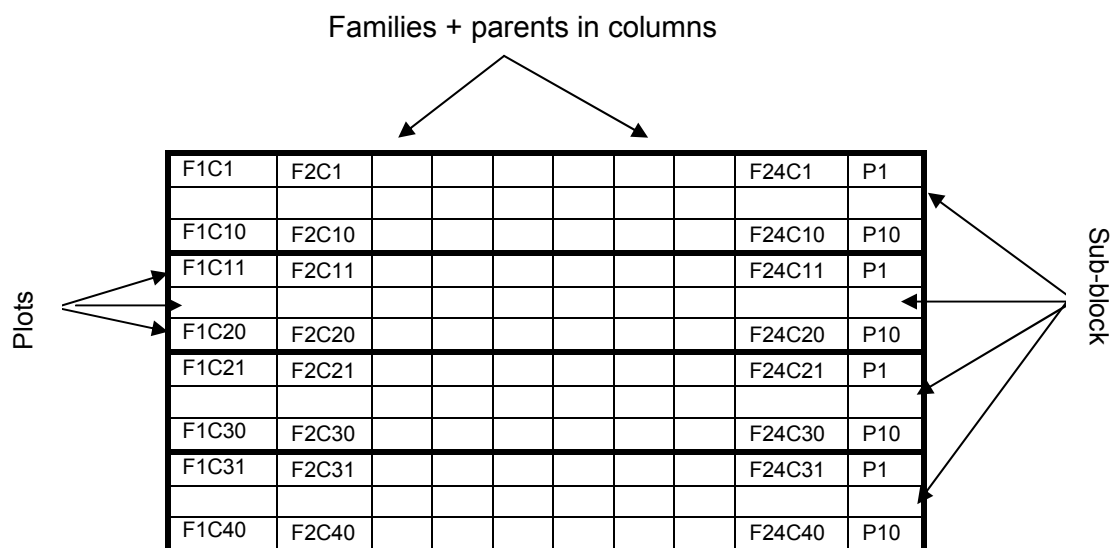 Families + parents in columns
F1C1 F2C1 F24C1 P1
F1C10 F2C10 F24C10 P10
F1C11 F2C11 F24C11 P1
F1C20 F2C20 F24C20 P10
F1C21 F2C21 F24C21 P1
F1C30 F2C30 F24C30 P10
F1C31 F2C31 F24C31 P1
F1C40 F2C40 F24C40 P10
Plots
Sub-block